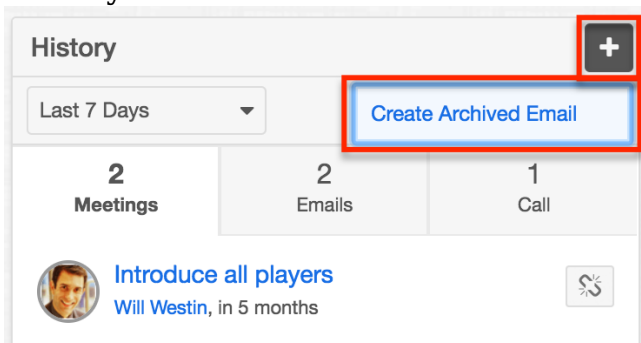 History
+
Last 7 Days
Create Archived Email
2 2 1
Meetings Emails Call
Introduce all players
Will Westin, in 5 months